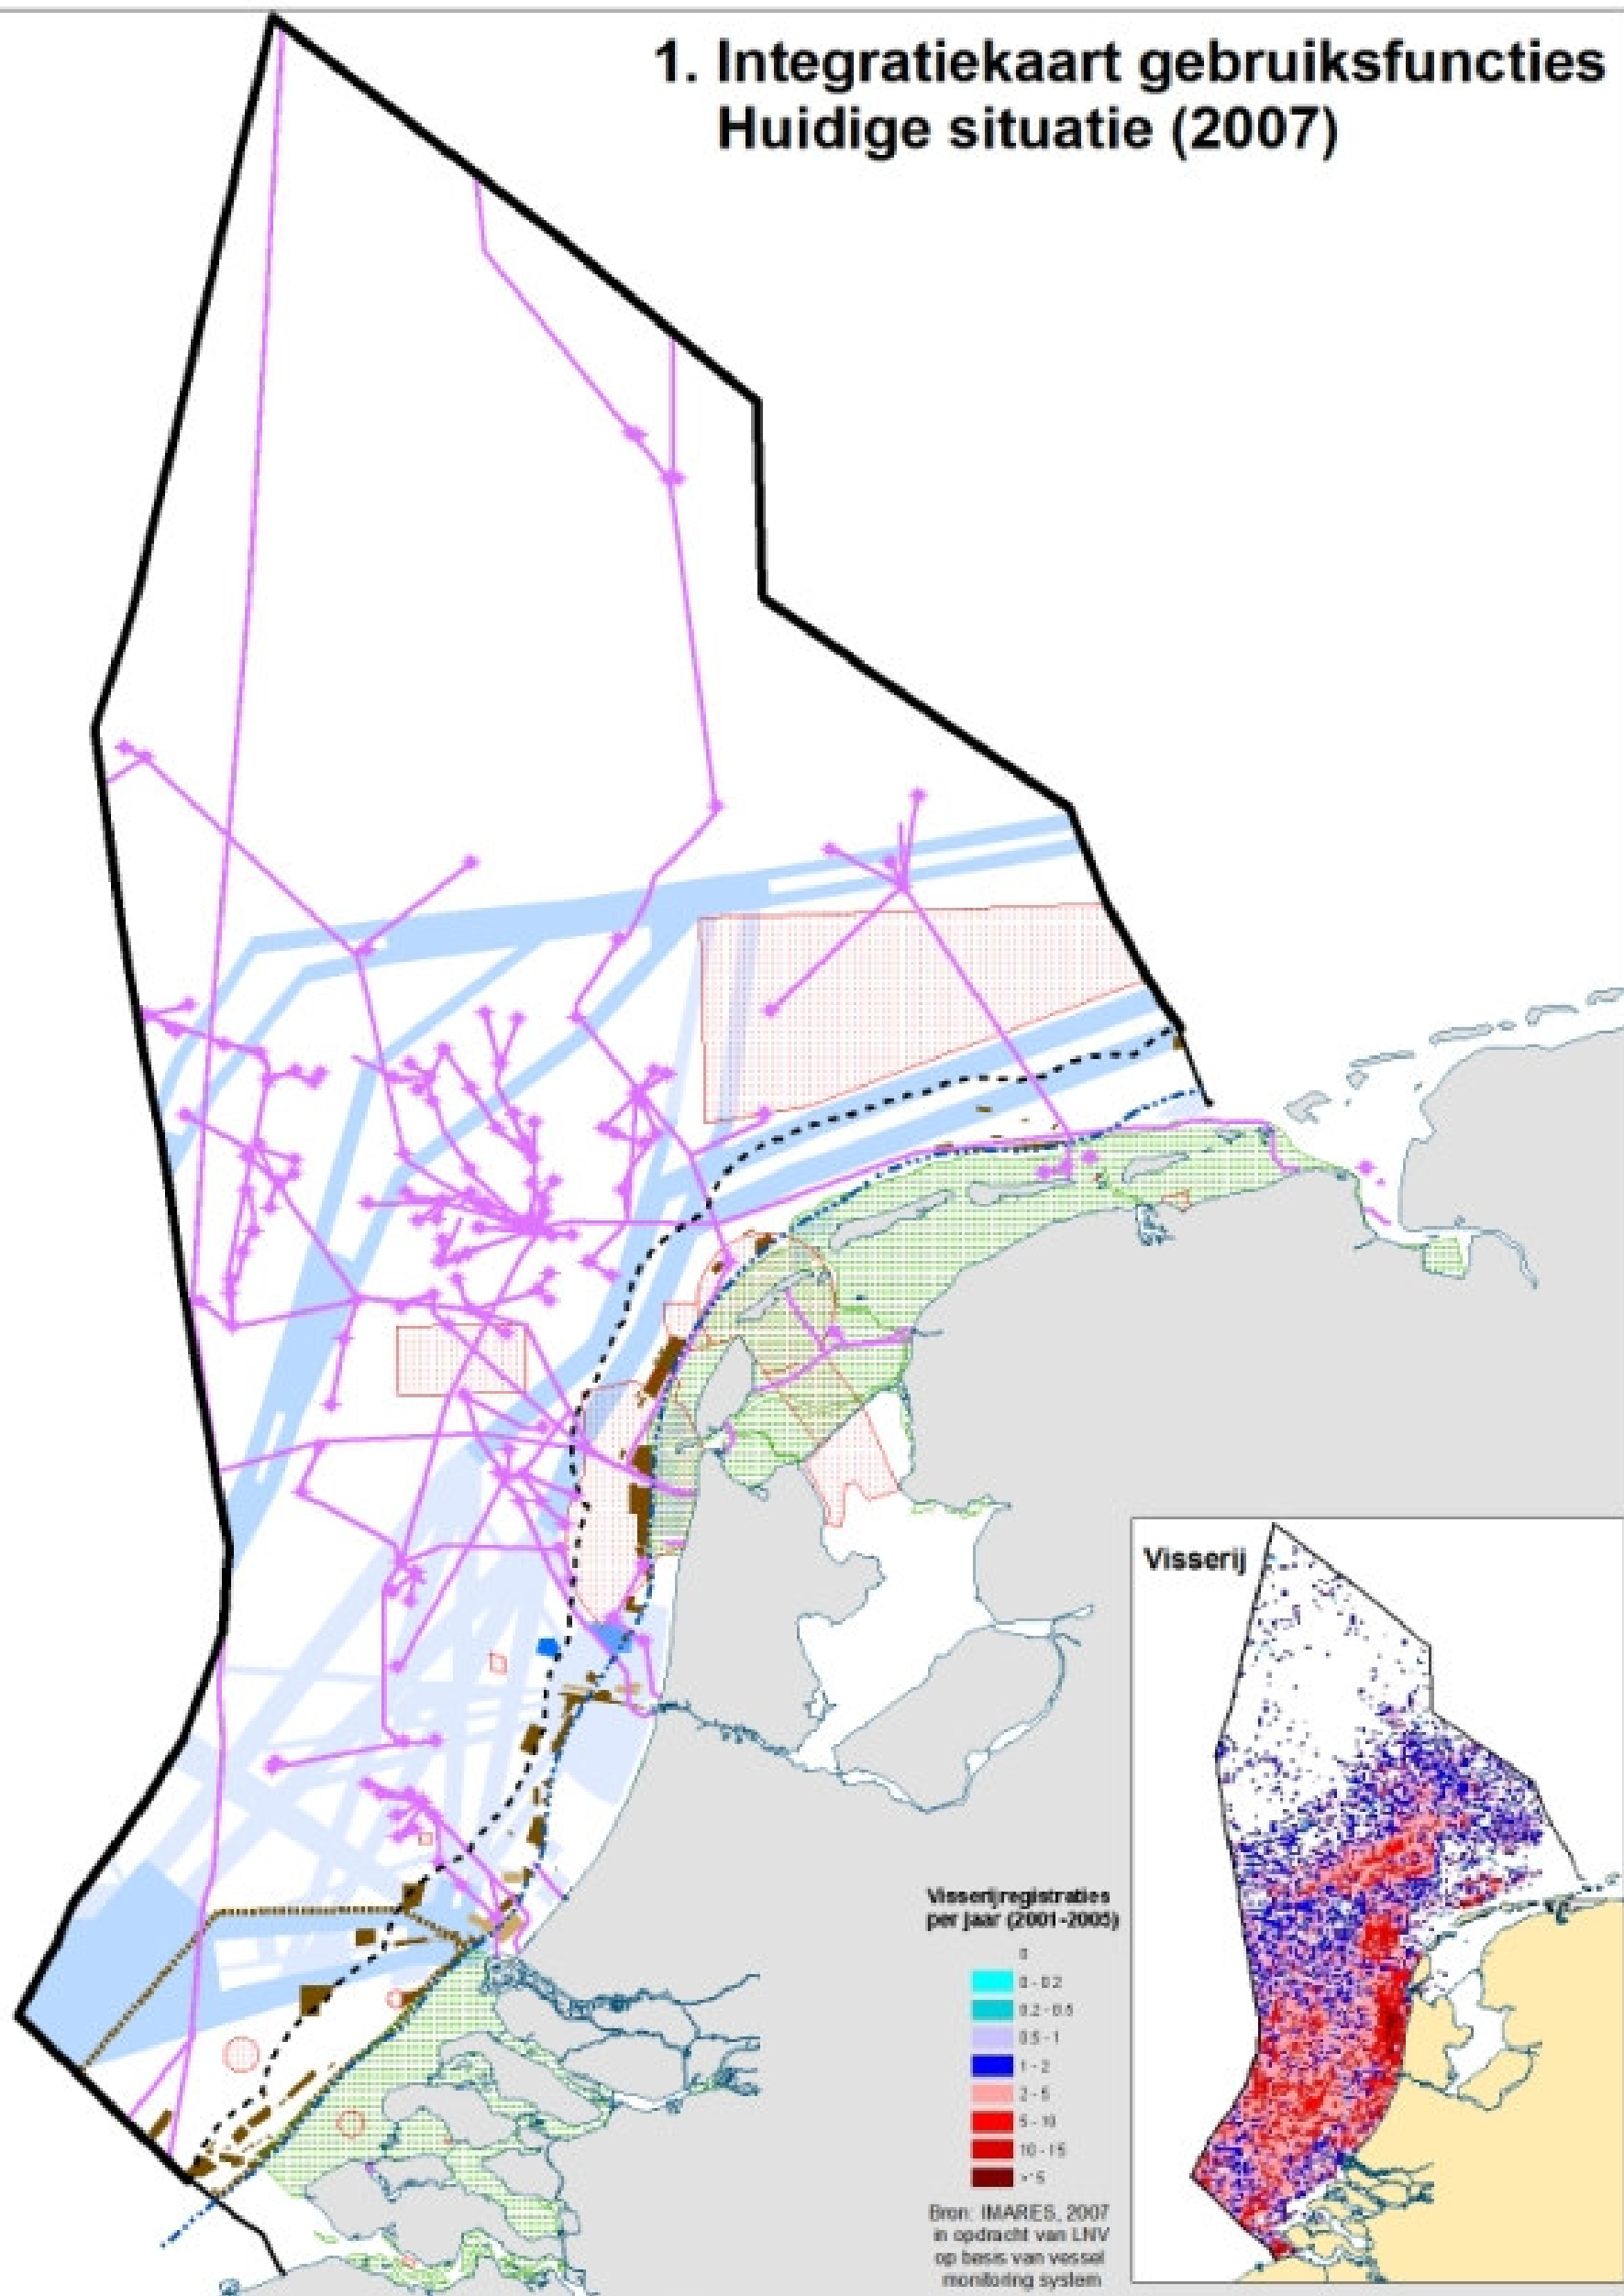 1. Integratiekaart gebruiksfuncties
Huidige situatie (2007)
Visserij
Visserijregistraties
per jaar (2001-2005)
0
0 - 0.2
0.2 - 0.5
0.5 - 1
1 - 2
2 - 5
5 - 10
10 - 15
Bron: IMARES, 2007
in opdracht van LNV
op basis van vessel
monitoring system